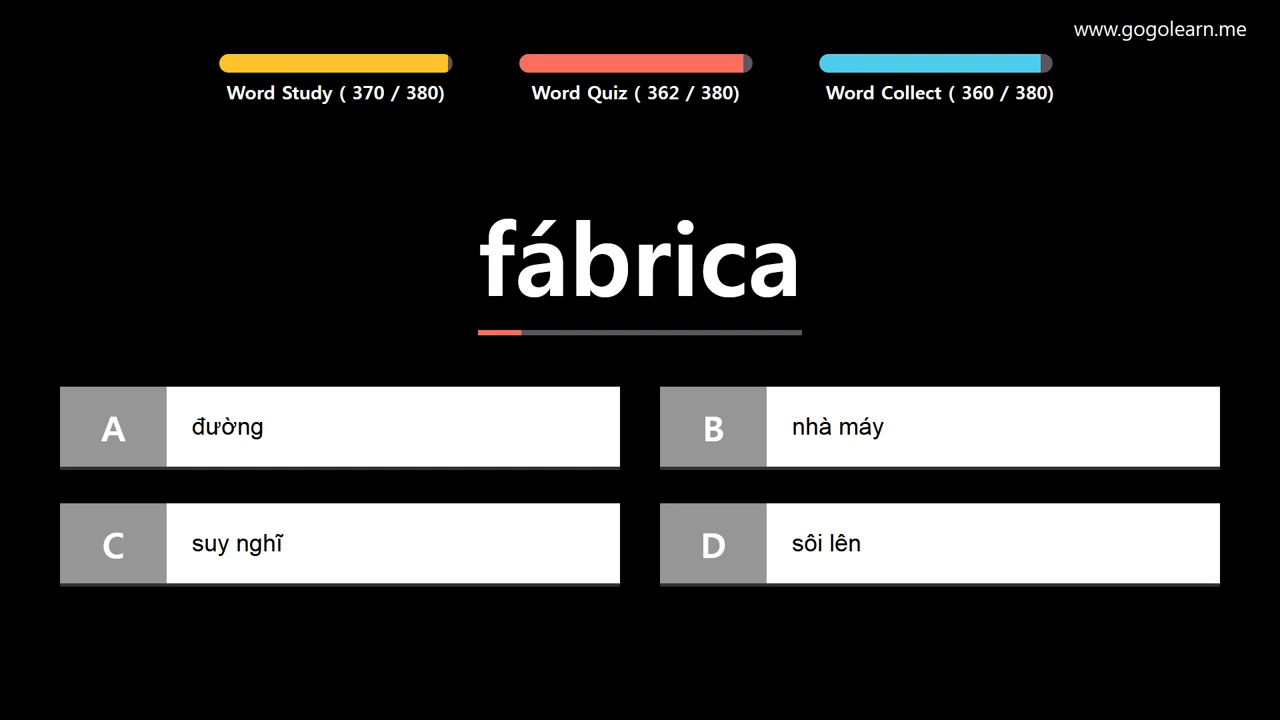 www.gogolearn.me
Word Study ( 370 / 380)
Word Quiz ( 362 / 380)
Word Collect ( 360 / 380)
fábrica
A
đường
B
nhà máy
C
suy nghĩ
D
sôi lên